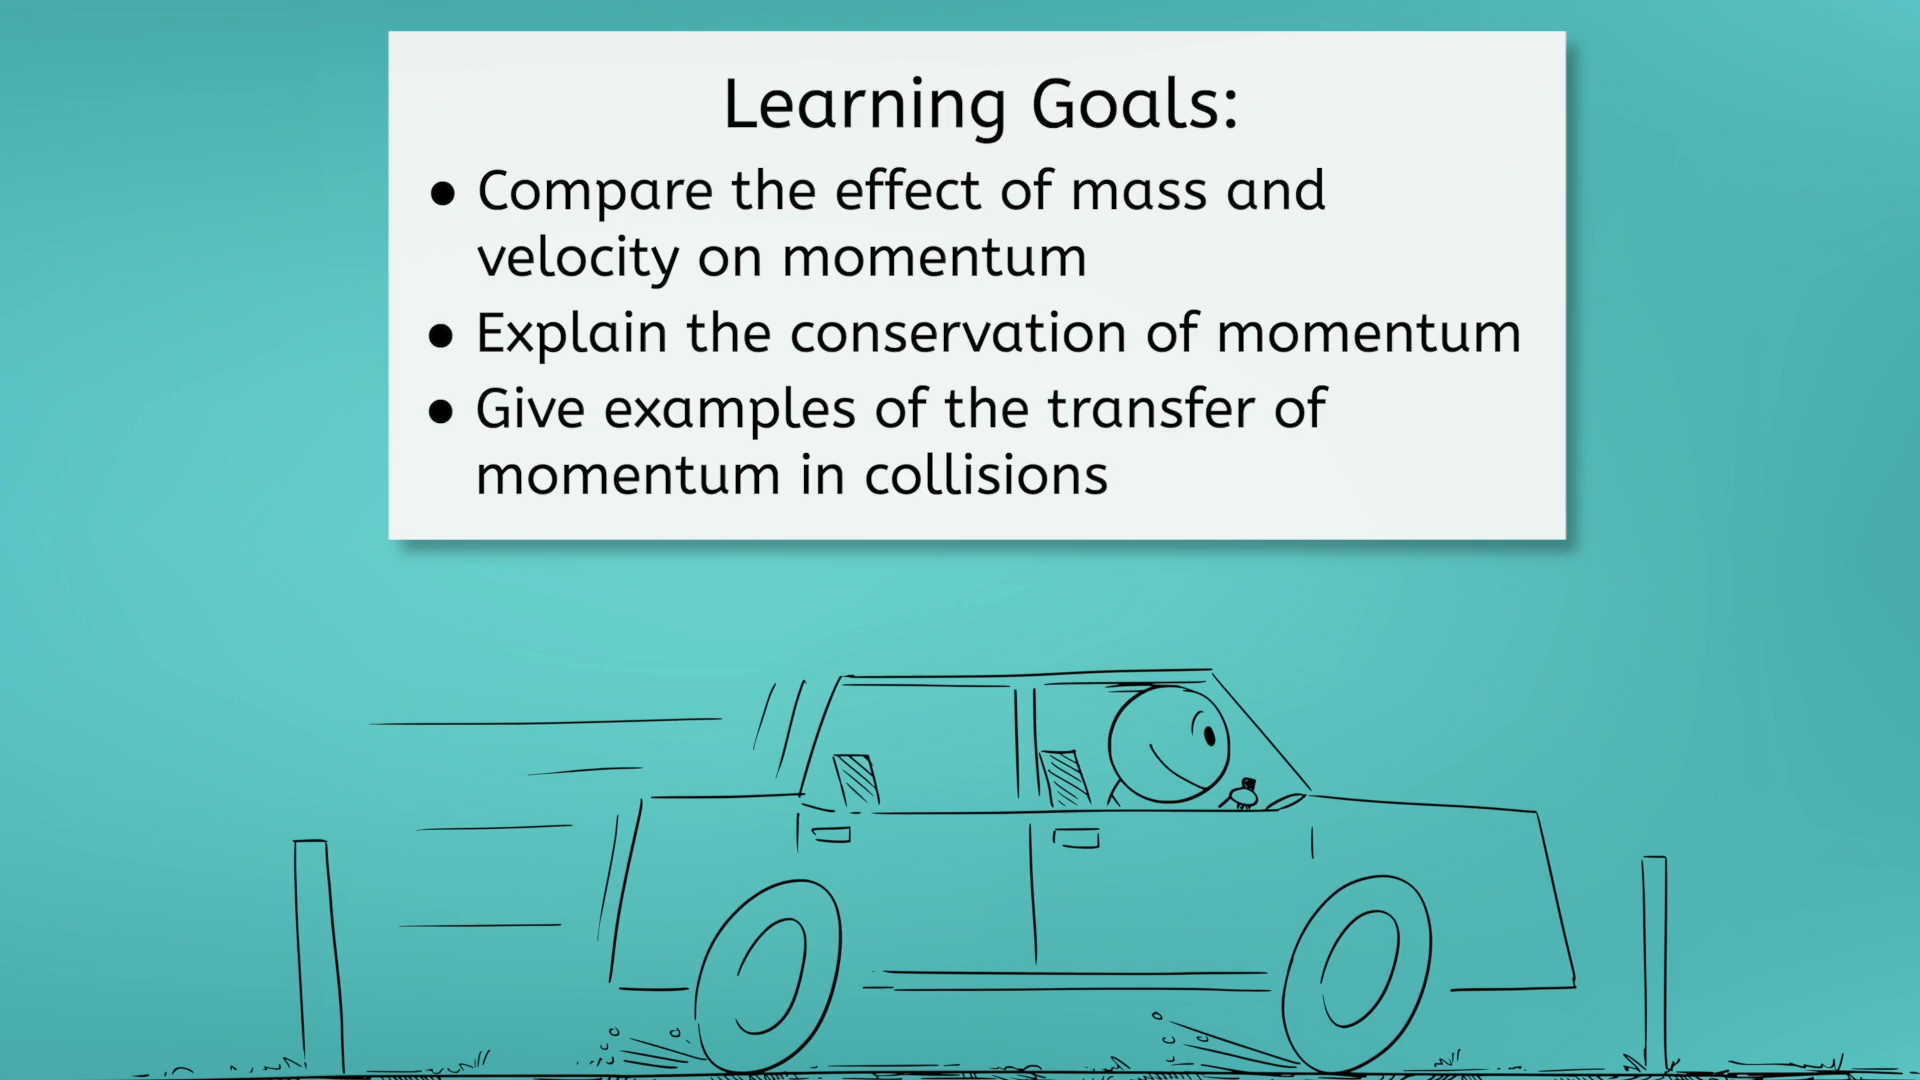 Learning Goals:
● Compare the effect of mass and
velocity on momentum
● Explain the conservation of momentum
● Give examples of the transfer of
momentum in collisions